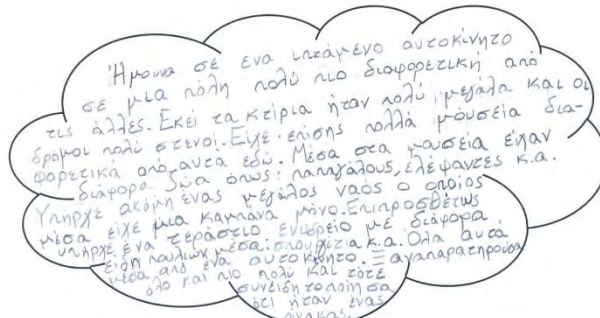 Ήμουνα σε ένα ιπτάμενο αυτοκίνητο
σε μια πόλη πολύ πιο διαφορετική από
τις άλλες. Εκεί τα κτίρια ήταν πολύ μεγάλα και οι
δρόμοι πολύ στενοί. Είχε επίσης πολλά μουσεία δια-
φορετικά από αυτά εδώ. Μέσα στα μουσεία είχαν
διάφορα ζώα όπως: παπαγάλους, ελέφαντες κ.α.
Υπήρχε ακόμη ένας μεγάλος ναός ο οποίος
μέσα είχε μια καμπάνα μόνο. Επιπροσθέτως
υπήρχε ένα τεράστιο ενυδρείο με διάφορα
είδη πουλιών μέσα: σπουργίτια κ.α. Όλα αυτά
μέσα από ένα αυτοκίνητο. Ξαναπαρατηρούσα
όλο και πιο πολύ και τότε
συνειδητοποίησα
ότι ήταν ένας
πίνακας.